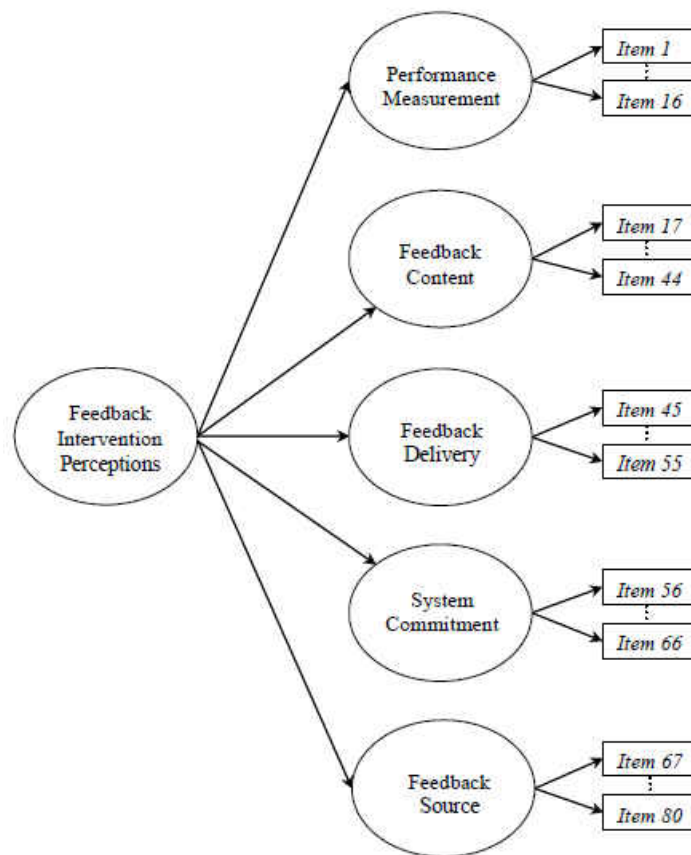 Performance
Measurement
Item 1
Item 16
Feedback
Content
Item 17
Item 44
Feedback
Intervention
Perceptions
Feedback
Delivery
Item 45
Item 55
System
Commitment
Item 56
Item 66
Feedback
Source
Item 67
Item 80